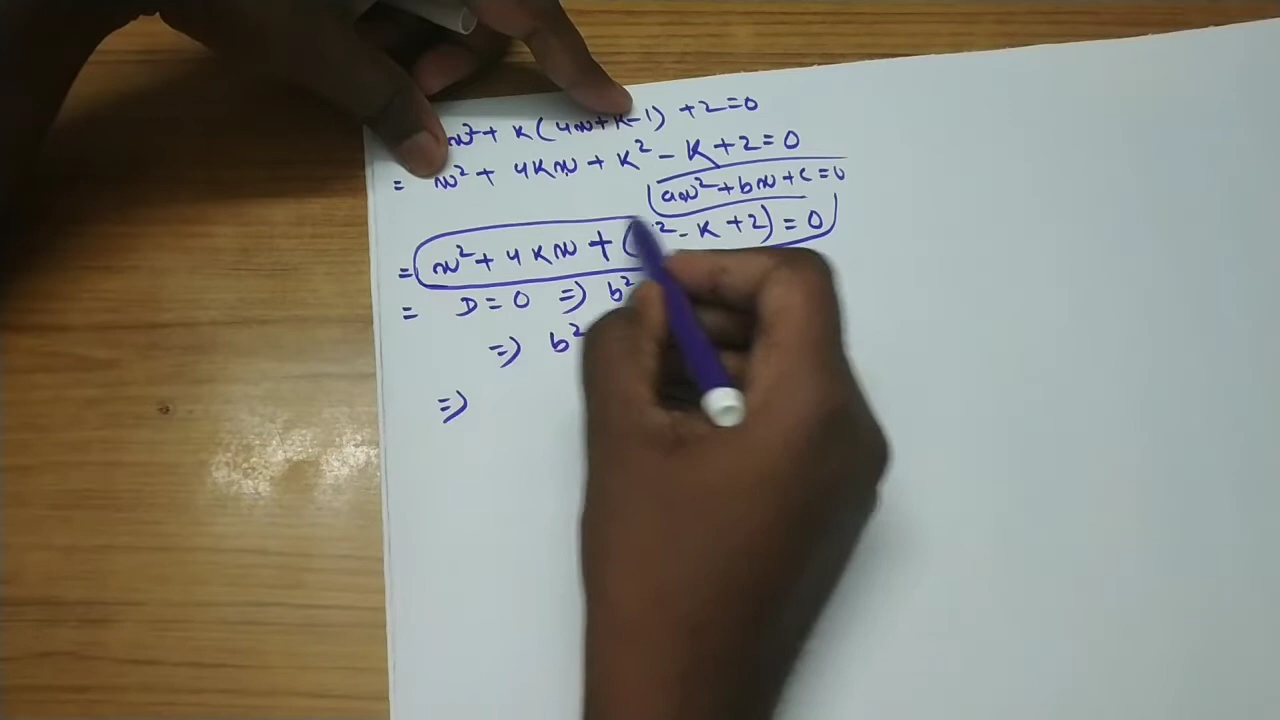 x² + k(4x+k-1) +2=0
= x² + 4kx + k² - k +2=0
ax² + bx + c = 0
= x² + 4kx + ( ² - k + 2) = 0
= D = 0 => b²
=> b²
=>